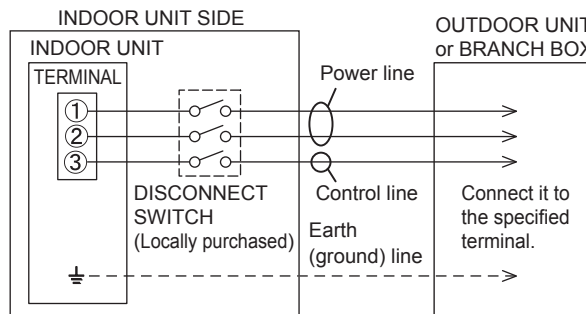 INDOOR UNIT SIDE
INDOOR UNIT
TERMINAL
1
2
3
DISCONNECT
SWITCH
(Locally purchased)
Power line
Control line
Earth
(ground) line
OUTDOOR UNIT
or BRANCH BOX
Connect it to
the specified
terminal.